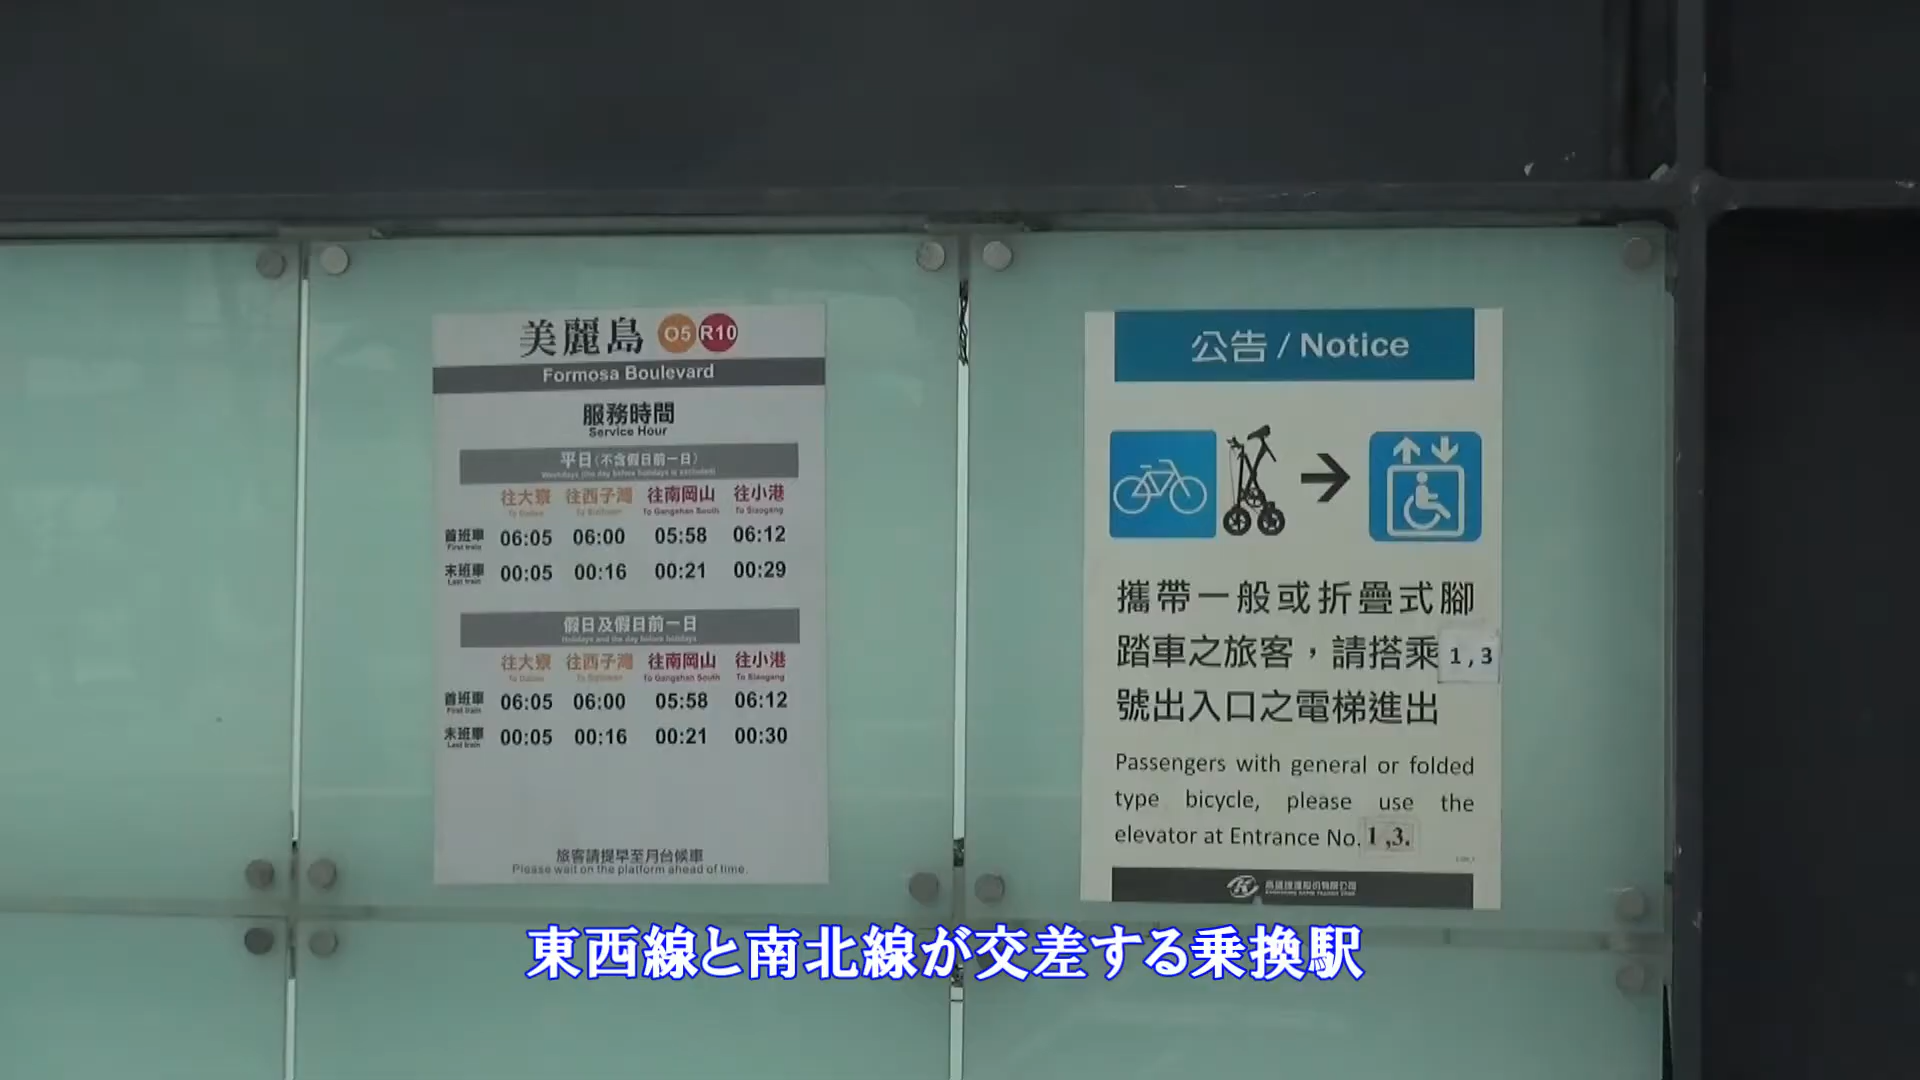 美麗島 O5 R10
Formosa Boulevard
服務時間
Service Hour
平日(不含假日前一日)
Weekdays (the day before holidays is excluded)
往大寮 往西子灣 往南岡山 往小港
To Daliao To Sizihwan To Gangshan South To Siaogang
首班車 06:05 06:00 05:58 06:12
First train
末班車 00:05 00:16 00:21 00:29
Last train
假日及假日前一日
Holidays and the day before holidays
往大寮 往西子灣 往南岡山 往小港
To Daliao To Sizihwan To Gangshan South To Siaogang
首班車 06:05 06:00 05:58 06:12
First train
末班車 00:05 00:16 00:21 00:30
Last train
旅客請提早至月台候車
Please wait on the platform ahead of time.
公告 / Notice
攜帶一般或折疊式腳
踏車之旅客，請搭乘1,3
號出入口之電梯進出
Passengers with general or folded
type bicycle, please use the
elevator at Entrance No. 1,3.
高雄捷運股份有限公司
東西線と南北線が交差する乗換駅